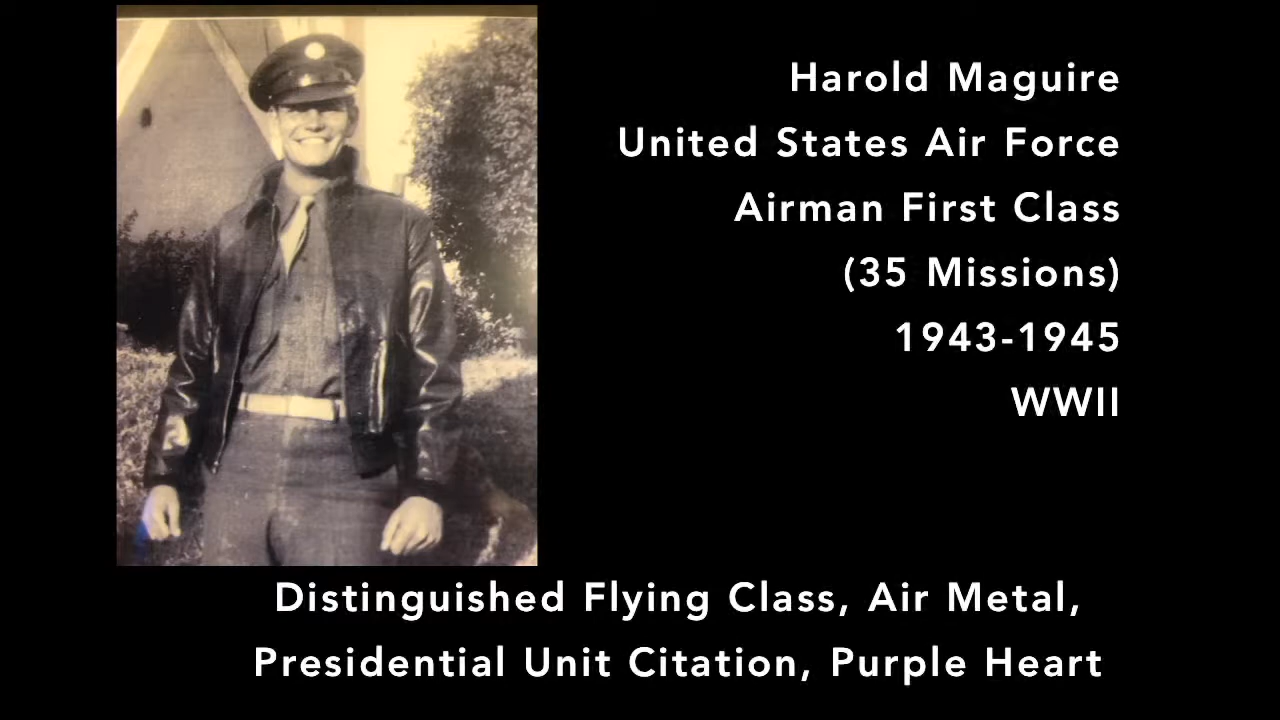 Harold Maguire
United States Air Force
Airman First Class
(35 Missions)
1943-1945
WWII
Distinguished Flying Class, Air Metal,
Presidential Unit Citation, Purple Heart